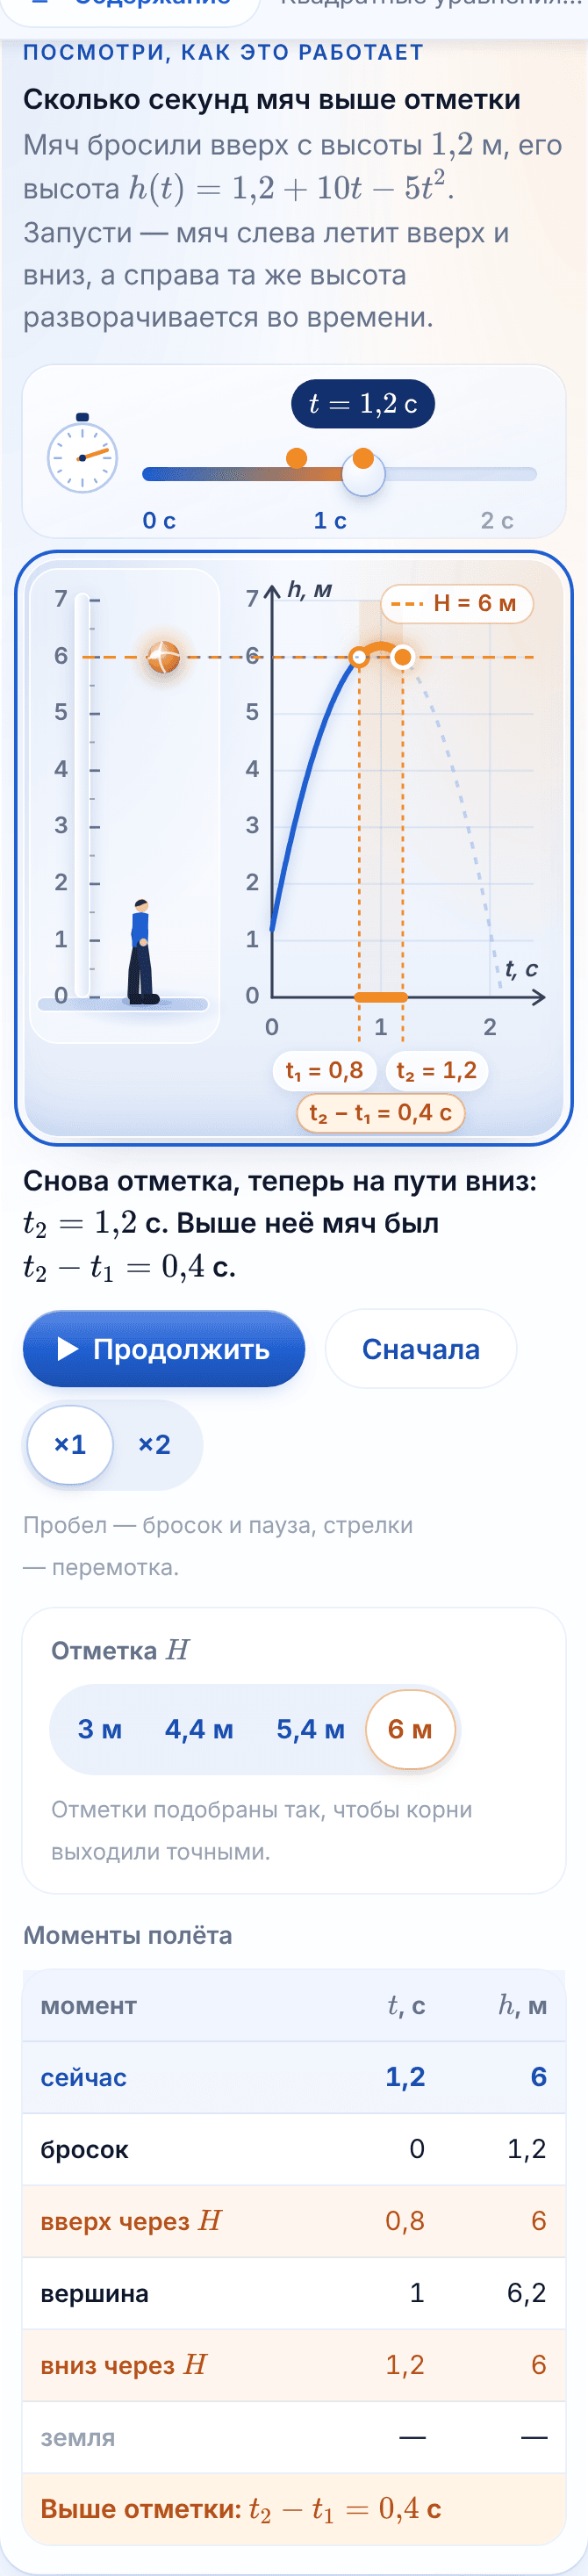 Содержание
Квадратные уравнения...
ПОСМОТРИ, КАК ЭТО РАБОТАЕТ
Сколько секунд мяч выше отметки
Мяч бросили вверх с высоты 1,2 м, его
высота h(t) = 1,2 + 10t − 5t².
Запусти — мяч слева летит вверх и
вниз, а справа та же высота
разворачивается во времени.
t = 1,2 с
0 с 1 с 2 с
7
6
5
4
3
2
1
0
h, м
H = 6 м
7
6
5
4
3
2
1
0
t, с
0 1 2
t₁ = 0,8 t₂ = 1,2
t₂ − t₁ = 0,4 с
Снова отметка, теперь на пути вниз:
t₂ = 1,2 с. Выше неё мяч был
t₂ − t₁ = 0,4 с.
Продолжить Сначала
×1 ×2
Пробел — бросок и пауза, стрелки
— перемотка.
Отметка H
3 м 4,4 м 5,4 м 6 м
Отметки подобраны так, чтобы корни
выходили точными.
Моменты полёта
момент t, с h, м
сейчас 1,2 6
бросок 0 1,2
вверх через H 0,8 6
вершина 1 6,2
вниз через H 1,2 6
земля — —
Выше отметки: t₂ − t₁ = 0,4 с